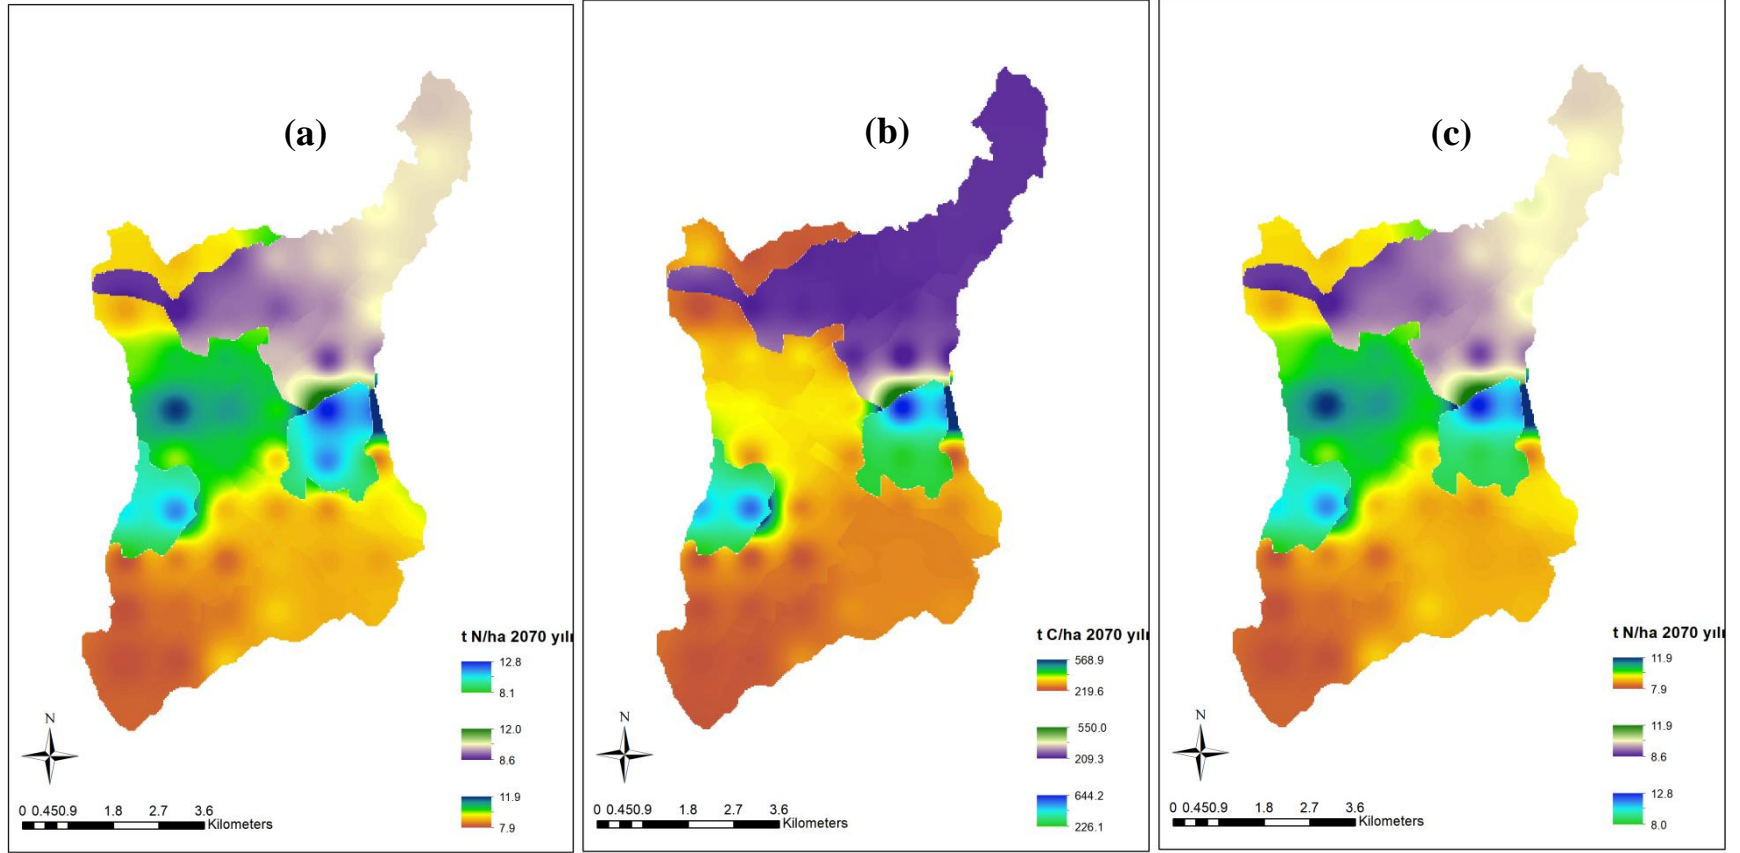 (a)
t N/ha 2070 yılı
12.8
8.1
12.0
8.6
11.9
7.9
N
0 0.450.9 1.8 2.7 3.6
Kilometers
(b)
t C/ha 2070 yılı
568.9
219.6
550.0
209.3
644.2
226.1
N
0 0.450.9 1.8 2.7 3.6
Kilometers
(c)
t N/ha 2070 yılı
11.9
7.9
11.9
8.6
12.8
8.0
N
0 0.450.9 1.8 2.7 3.6
Kilometers